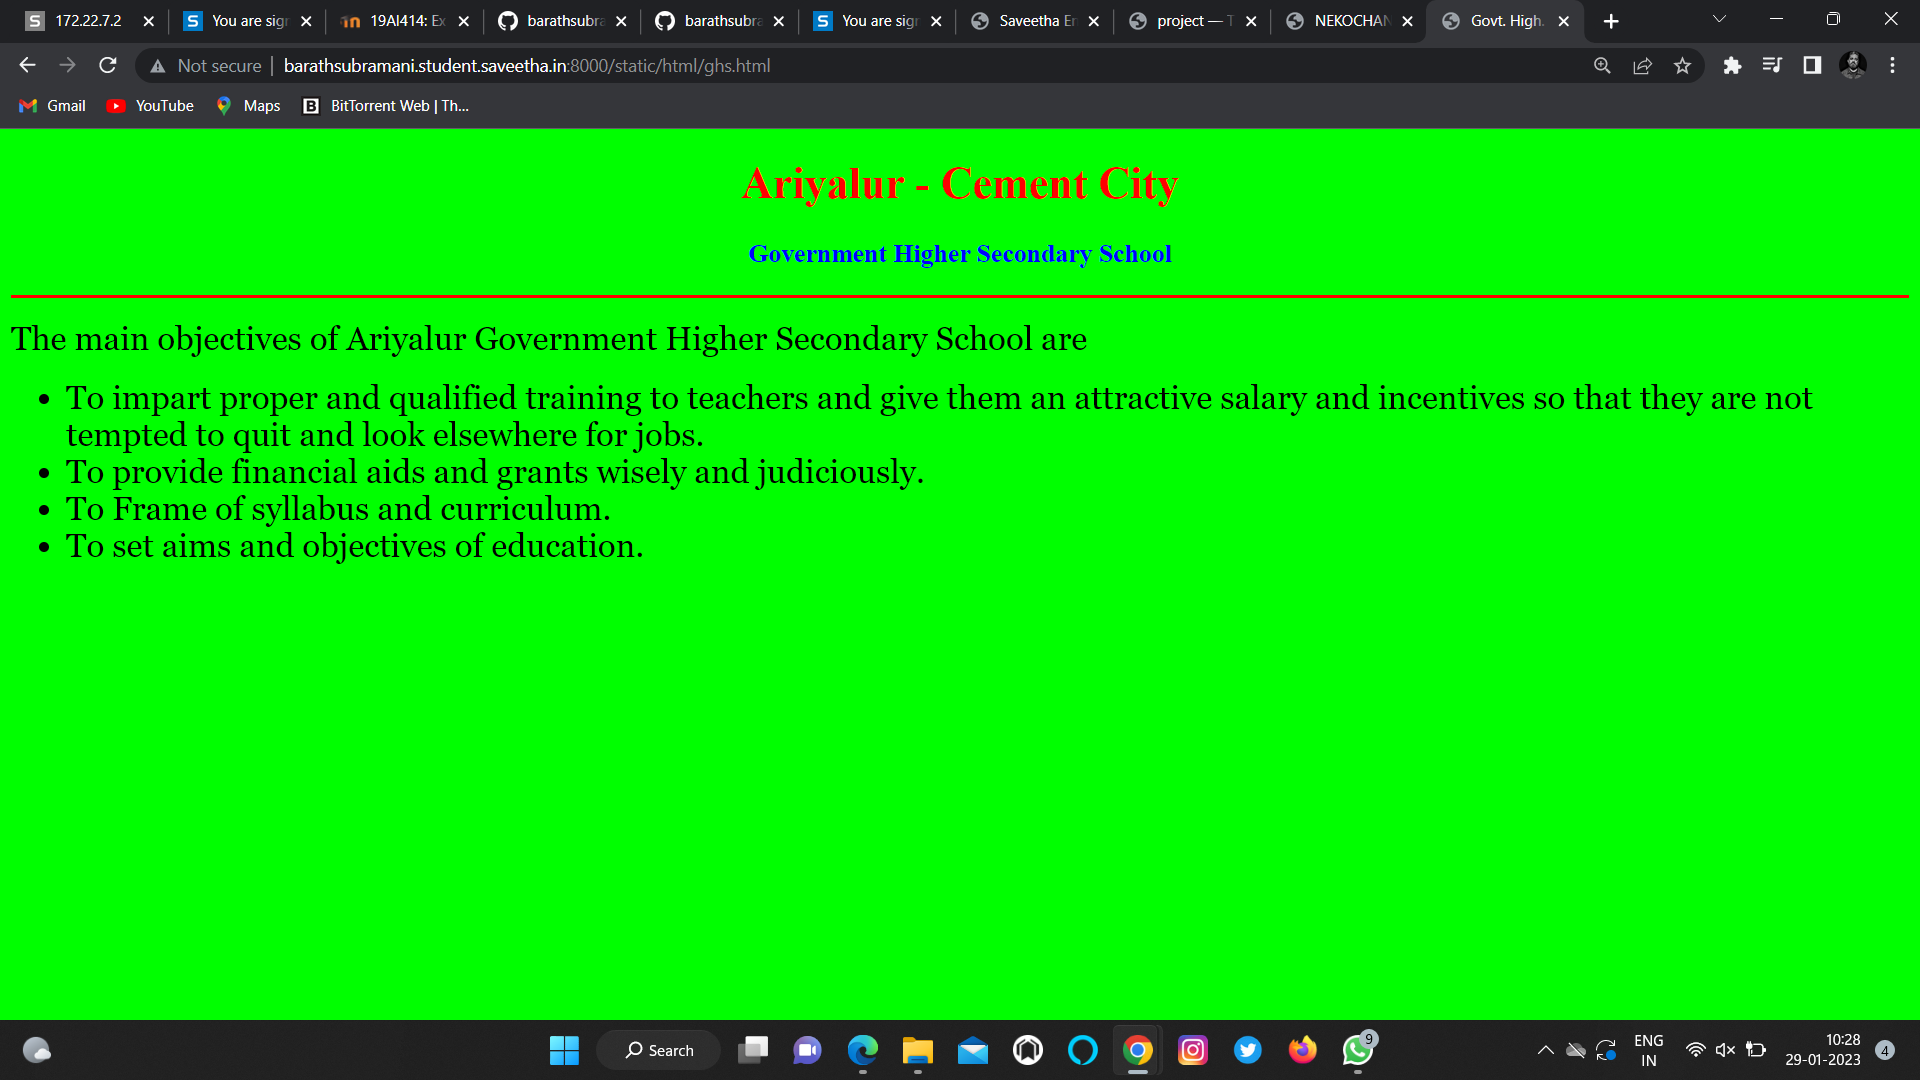 172.22.7.2
You are sigr
19AI414: Ex
barathsubra
barathsubra
You are sigr
Saveetha En
project — T
NEKOCHAN
Govt. High
Not secure | barathsubramani.student.saveetha.in:8000/static/html/ghs.html
Gmail YouTube Maps BitTorrent Web | Th...
Ariyalur - Cement City
Government Higher Secondary School
The main objectives of Ariyalur Government Higher Secondary School are
• To impart proper and qualified training to teachers and give them an attractive salary and incentives so that they are not
tempted to quit and look elsewhere for jobs.
• To provide financial aids and grants wisely and judiciously.
• To Frame of syllabus and curriculum.
• To set aims and objectives of education.
Search
9
ENG
IN
10:28
29-01-2023
4